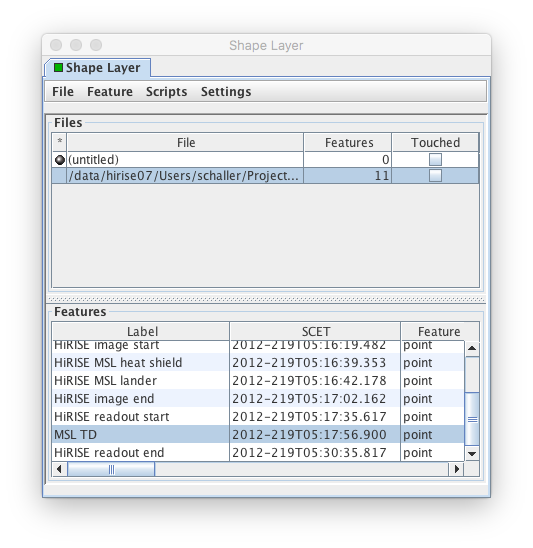 Shape Layer
Shape Layer
File Feature Scripts Settings
Files
* File Features Touched
(untitled) 0
/data/hirise07/Users/schaller/Project... 11
Features
Label SCET Feature
HiRISE image start 2012-219T05:16:19.482 point
HiRISE MSL heat shield 2012-219T05:16:39.353 point
HiRISE MSL lander 2012-219T05:16:42.178 point
HiRISE image end 2012-219T05:17:02.162 point
HiRISE readout start 2012-219T05:17:35.617 point
MSL TD 2012-219T05:17:56.900 point
HiRISE readout end 2012-219T05:30:35.817 point